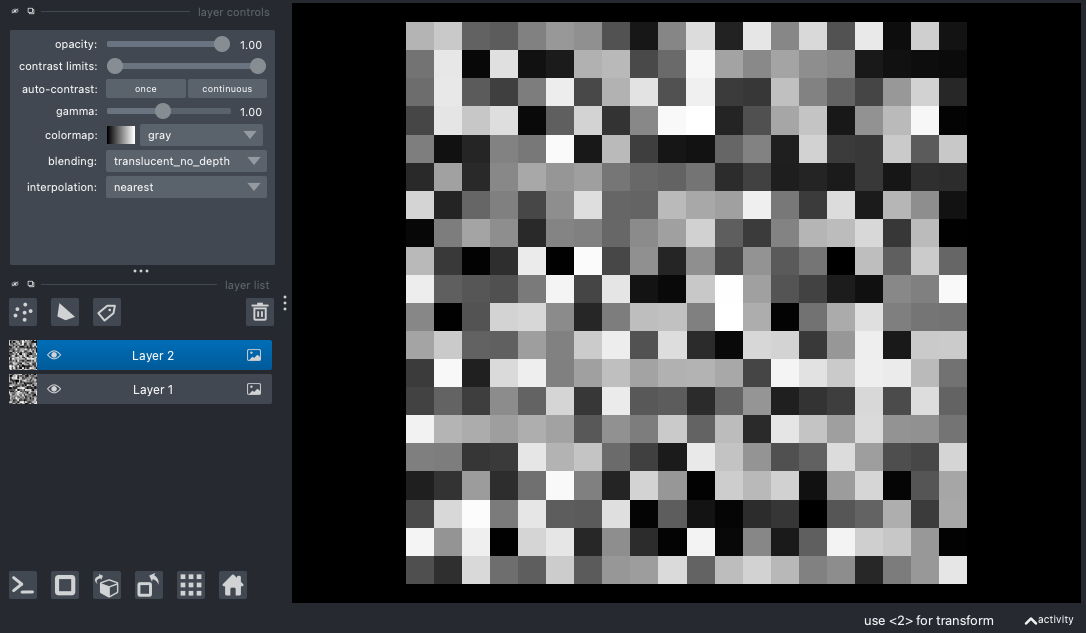 layer controls
opacity: 1.00
contrast limits:
auto-contrast: once continuous
gamma: 1.00
colormap: gray
blending: translucent_no_depth
interpolation: nearest
layer list
Layer 2
Layer 1
use <2> for transform activity